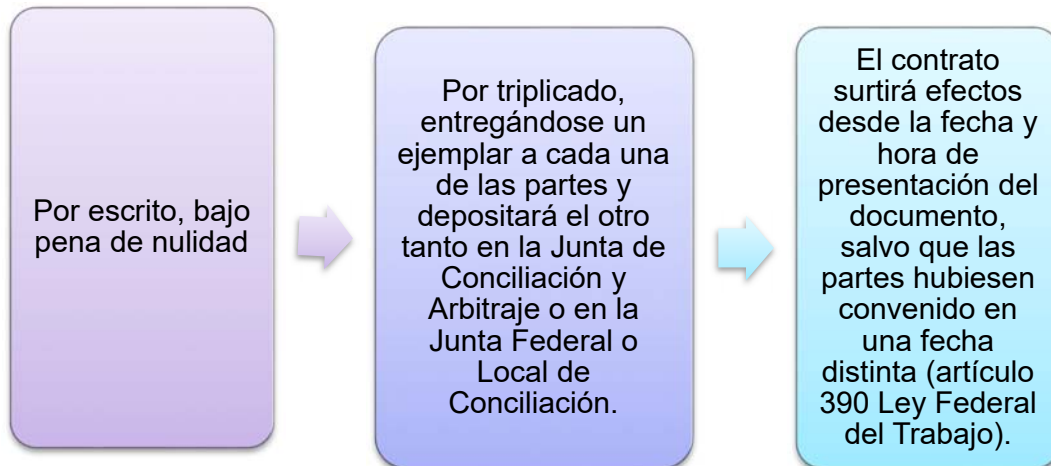 Por escrito, bajo
pena de nulidad
Por triplicado,
entregándose un
ejemplar a cada una
de las partes y
depositará el otro
tanto en la Junta de
Conciliación y
Arbitraje o en la
Junta Federal o
Local de
Conciliación.
El contrato
surtirá efectos
desde la fecha y
hora de
presentación del
documento,
salvo que las
partes hubiesen
convenido en
una fecha
distinta (artículo
390 Ley Federal
del Trabajo).